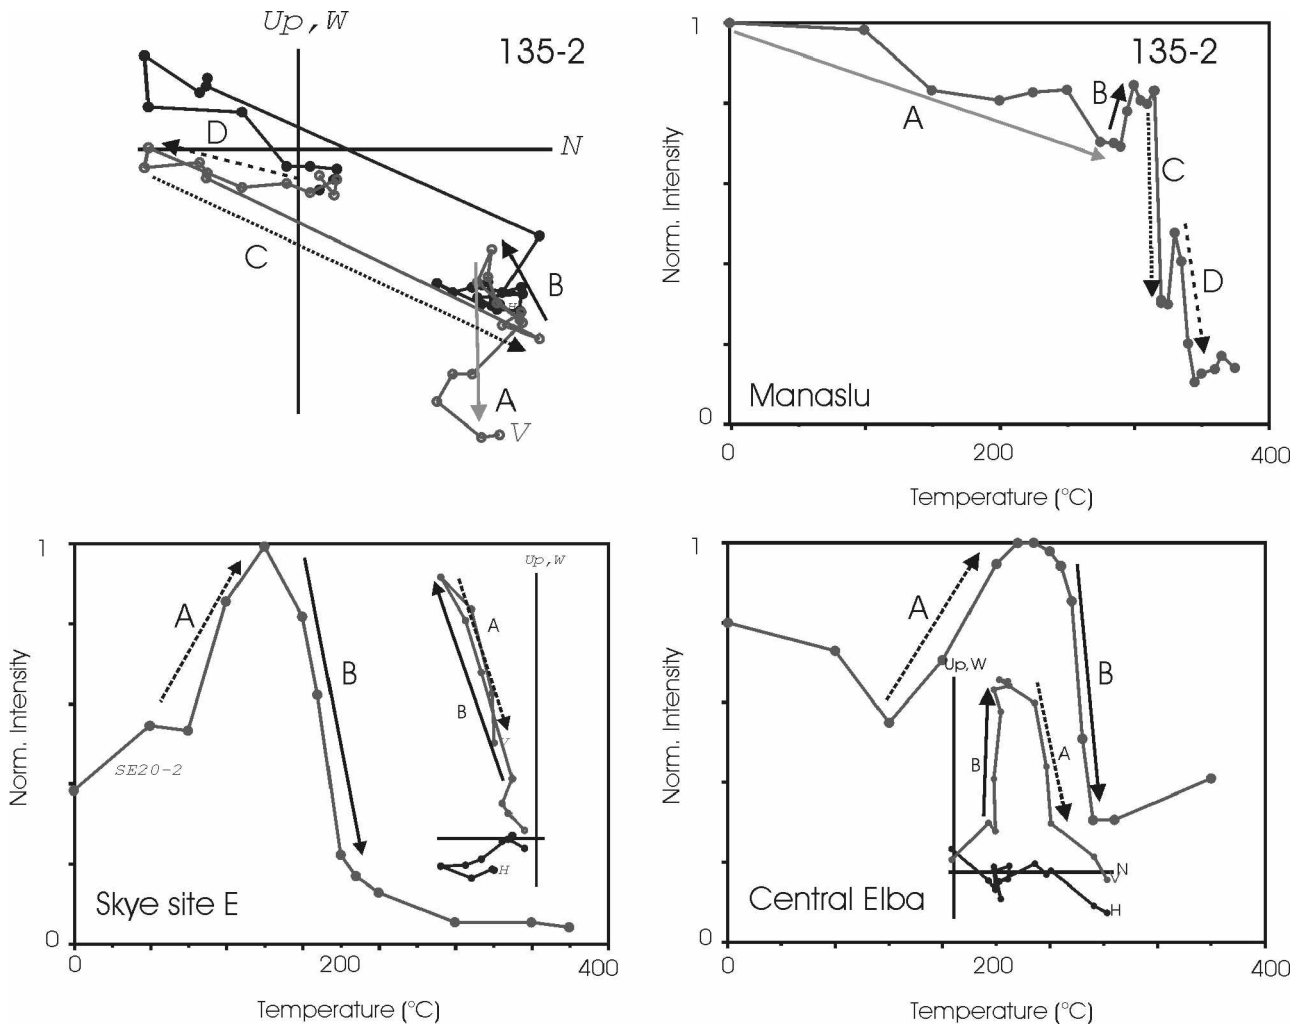 Up,W
135-2
N
D
C
B
A
V
H
1
135-2
B
A
C
D
Norm. Intensity
Manaslu
0
0
200
400
Temperature (°C)
1
Up,W
A
B
A
B
V
SE20-2
H
Norm. Intensity
Skye site E
0
0
200
400
Temperature (°C)
1
A
B
Up,W
B
A
N
V
H
Norm. Intensity
Central Elba
0
0
200
400
Temperature (°C)